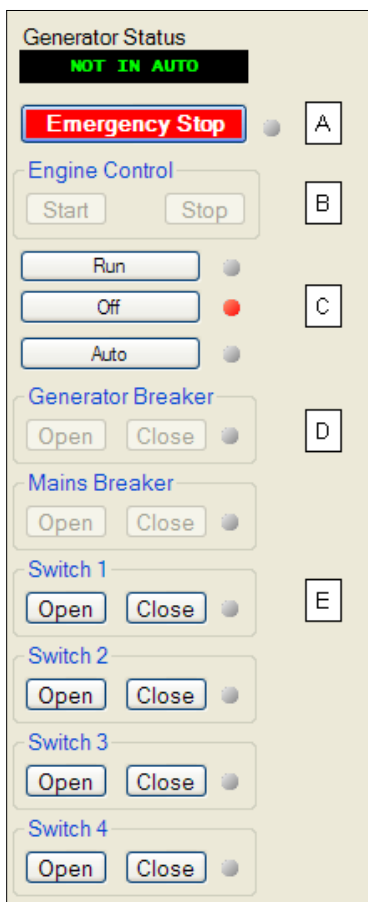 Generator Status
NOT IN AUTO
Emergency Stop A
Engine Control
Start Stop B
Run
Off C
Auto
Generator Breaker
Open Close D
Mains Breaker
Open Close
Switch 1
Open Close E
Switch 2
Open Close
Switch 3
Open Close
Switch 4
Open Close